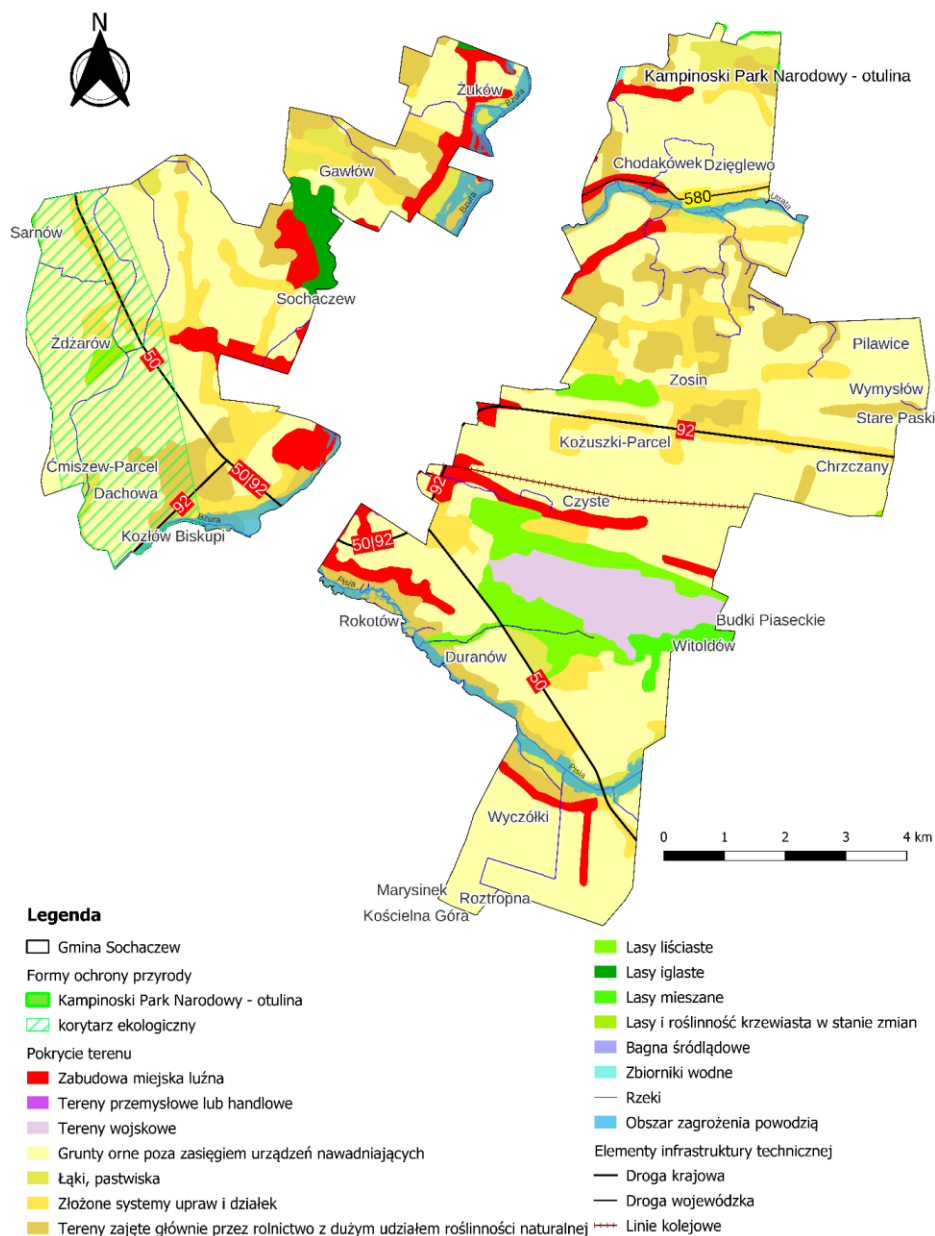 N
Kampinoski Park Narodowy - otulina
Żuków
Bzura
Chodakówek
Dzięglewo
Gawłów
580
Utrata
Bzura
Sarnów
Sochaczew
Żdżarów
50
Pilawice
Zosin
Wymysłów
Stare Paski
92
Kożuszki-Parcel
Chrzczany
Ćmiszew-Parcel
50|92
Dachowa
92
92
Czyste
Bzura
Kozłów Biskupi
50|92
Pisia
Rokotów
Budki Piaseckie
Witoldów
Duranów
50
Pisia
Wyczółki
0 1 2 3 4 km
Marysinek
Roztropna
Kościelna Góra
Legenda
Gmina Sochaczew
Formy ochrony przyrody
Kampinoski Park Narodowy - otulina
korytarz ekologiczny
Pokrycie terenu
Zabudowa miejska luźna
Tereny przemysłowe lub handlowe
Tereny wojskowe
Grunty orne poza zasięgiem urządzeń nawadniających
Łąki, pastwiska
Złożone systemy upraw i działek
Tereny zajęte głównie przez rolnictwo z dużym udziałem roślinności naturalnej
Lasy liściaste
Lasy iglaste
Lasy mieszane
Lasy i roślinność krzewiasta w stanie zmian
Bagna śródlądowe
Zbiorniki wodne
Rzeki
Obszar zagrożenia powodzią
Elementy infrastruktury technicznej
Droga krajowa
Droga wojewódzka
Linie kolejowe